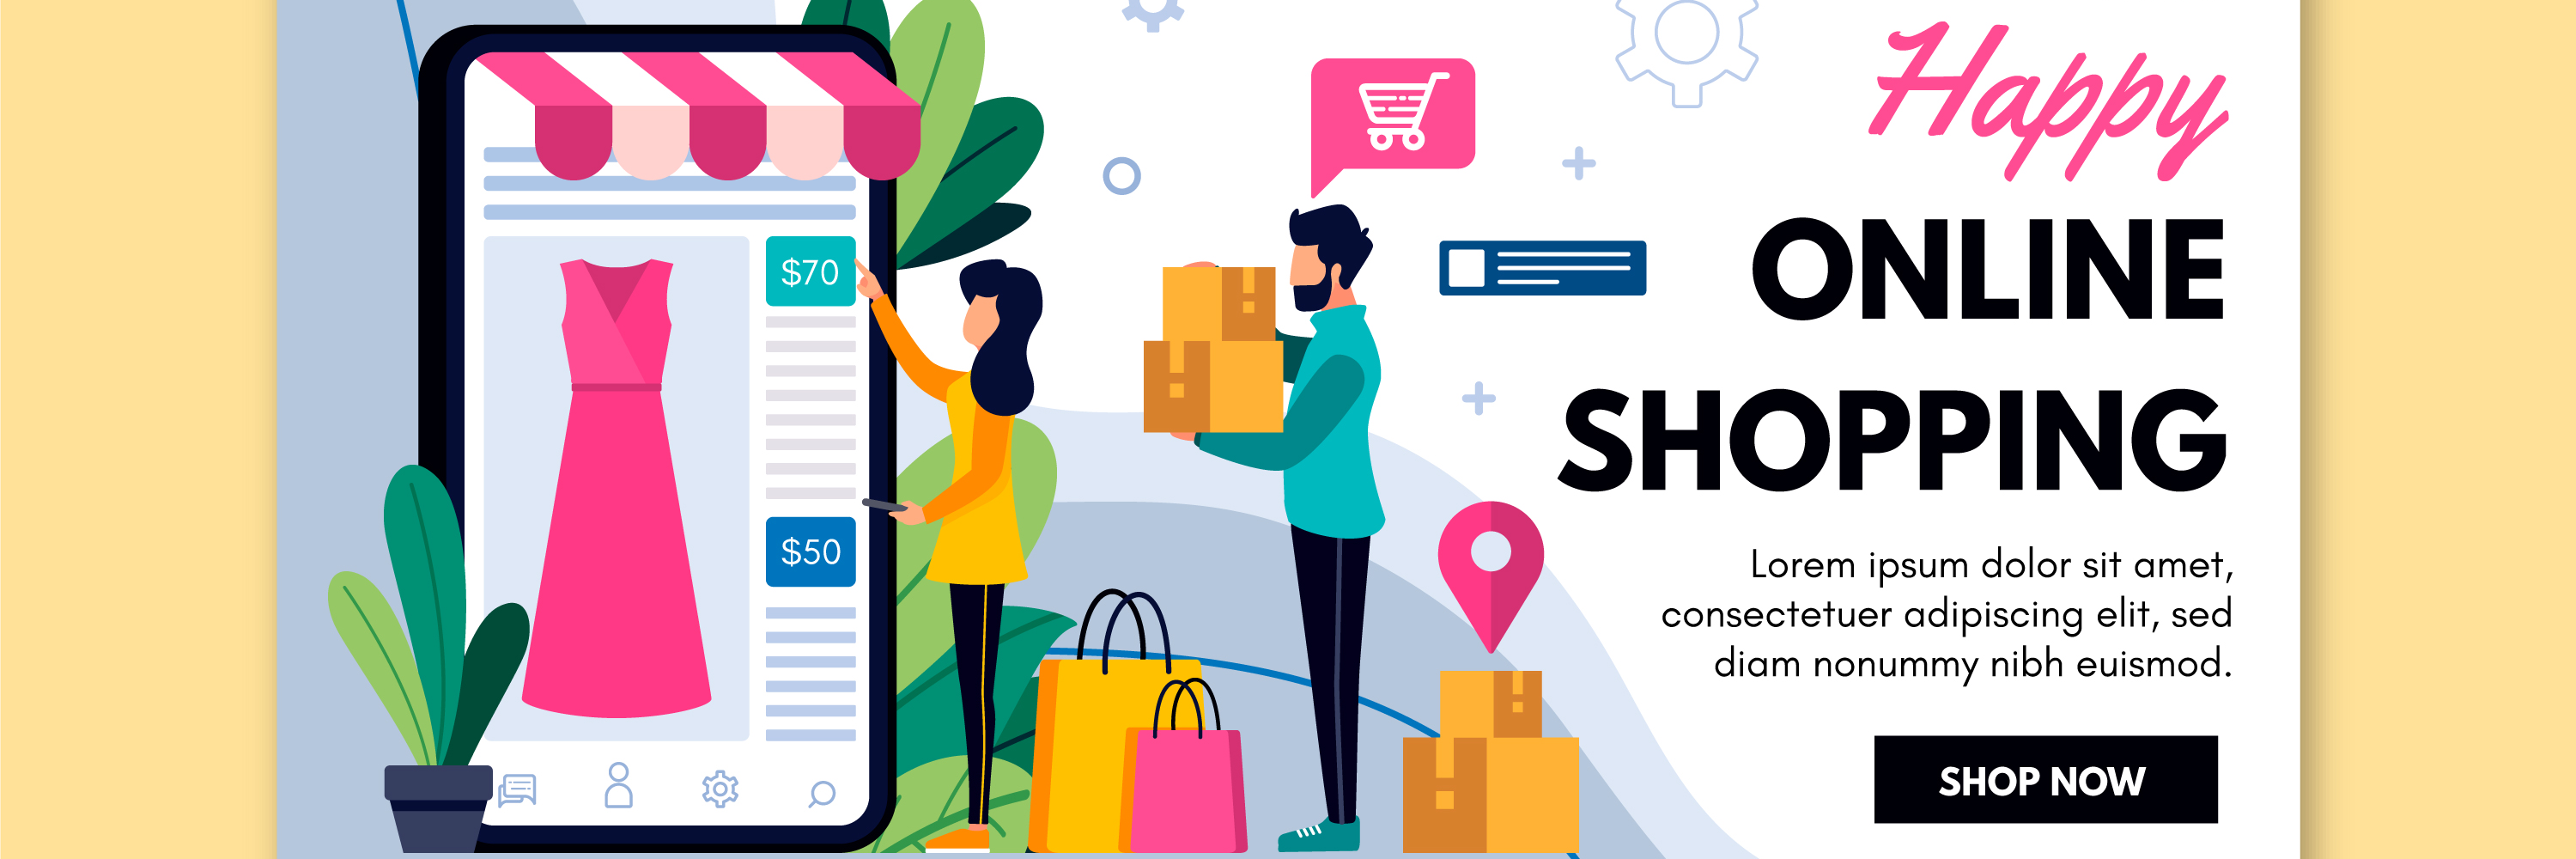 $70
$50
Happy
ONLINE
SHOPPING
Lorem ipsum dolor sit amet,
consectetuer adipiscing elit, sed
diam nonummy nibh euismod.
SHOP NOW